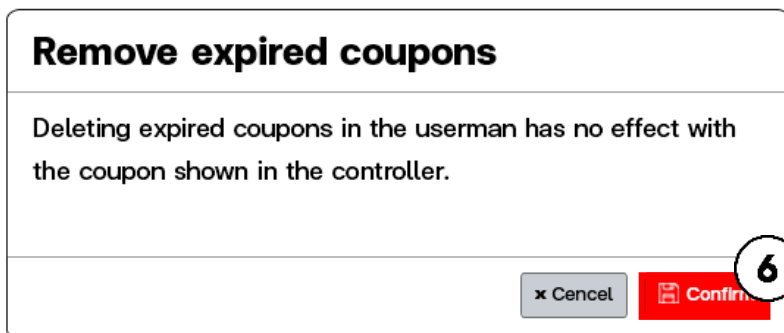 Remove expired coupons
Deleting expired coupons in the userman has no effect with
the coupon shown in the controller.
× Cencel
Confirm
6